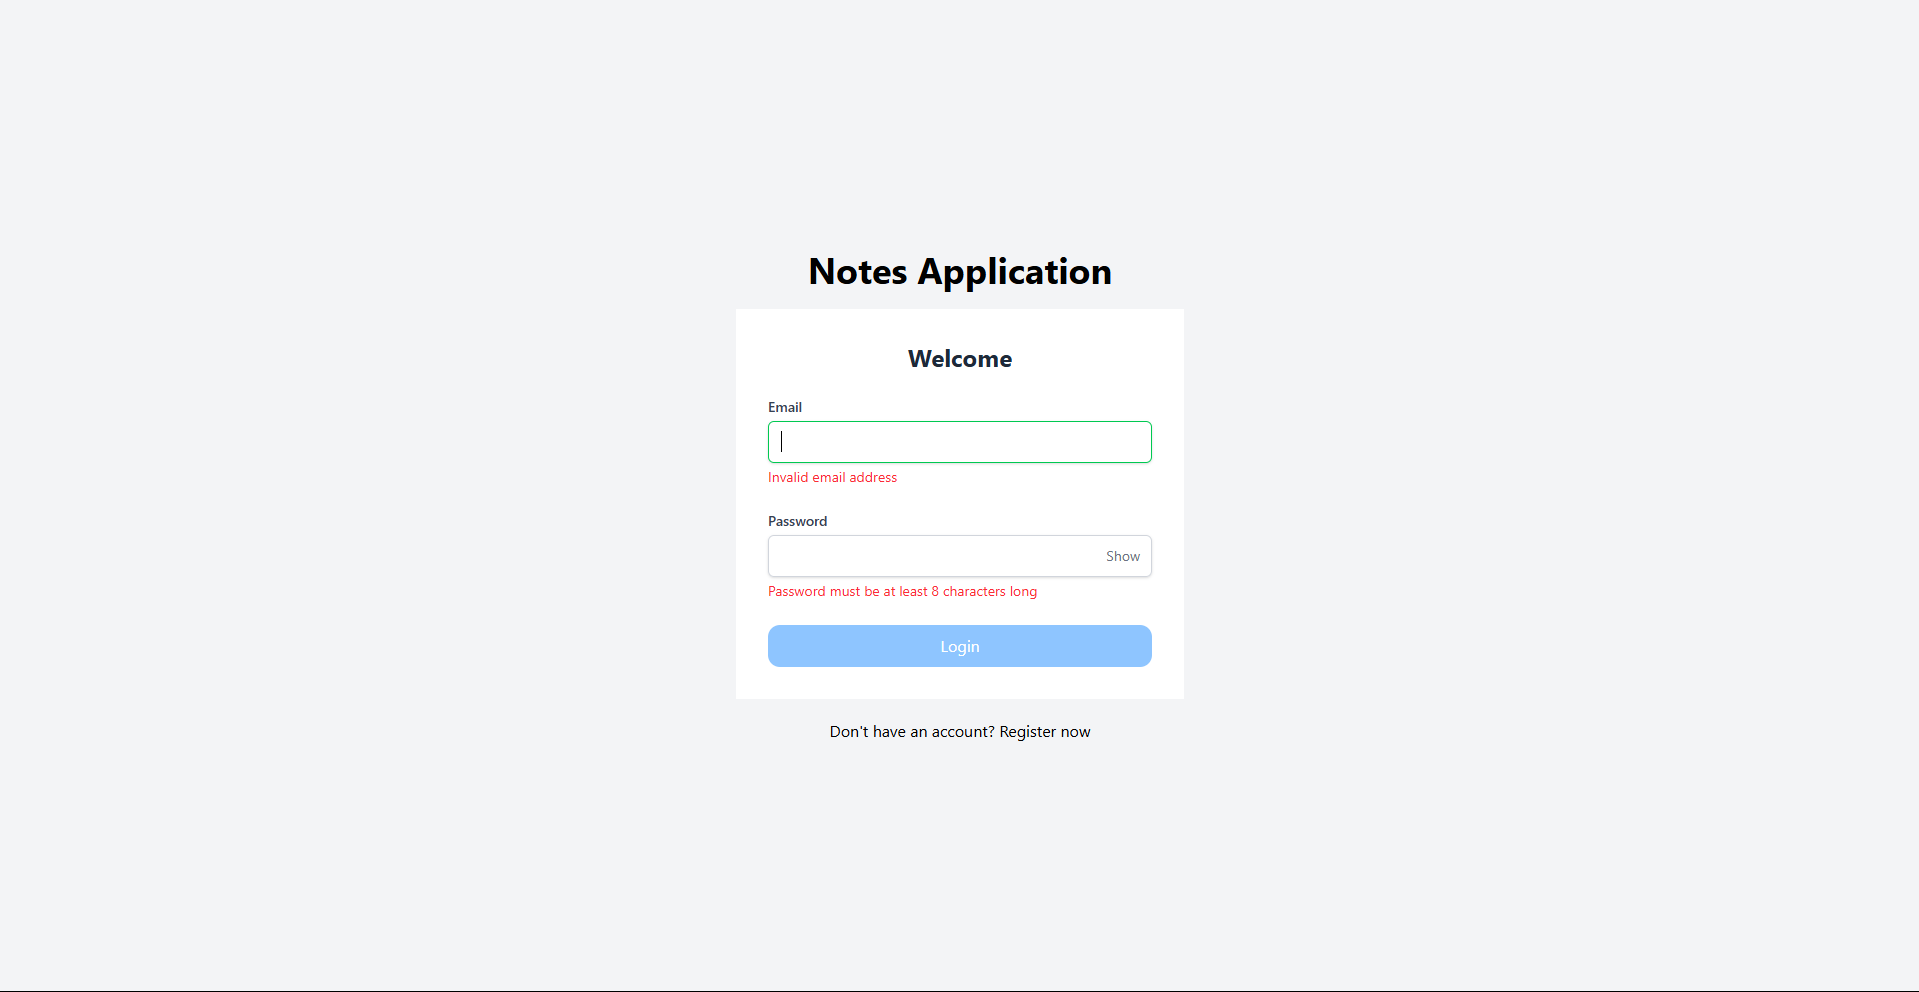 Notes Application
Welcome
Email
Invalid email address
Password
Show
Password must be at least 8 characters long
Login
Don't have an account? Register now